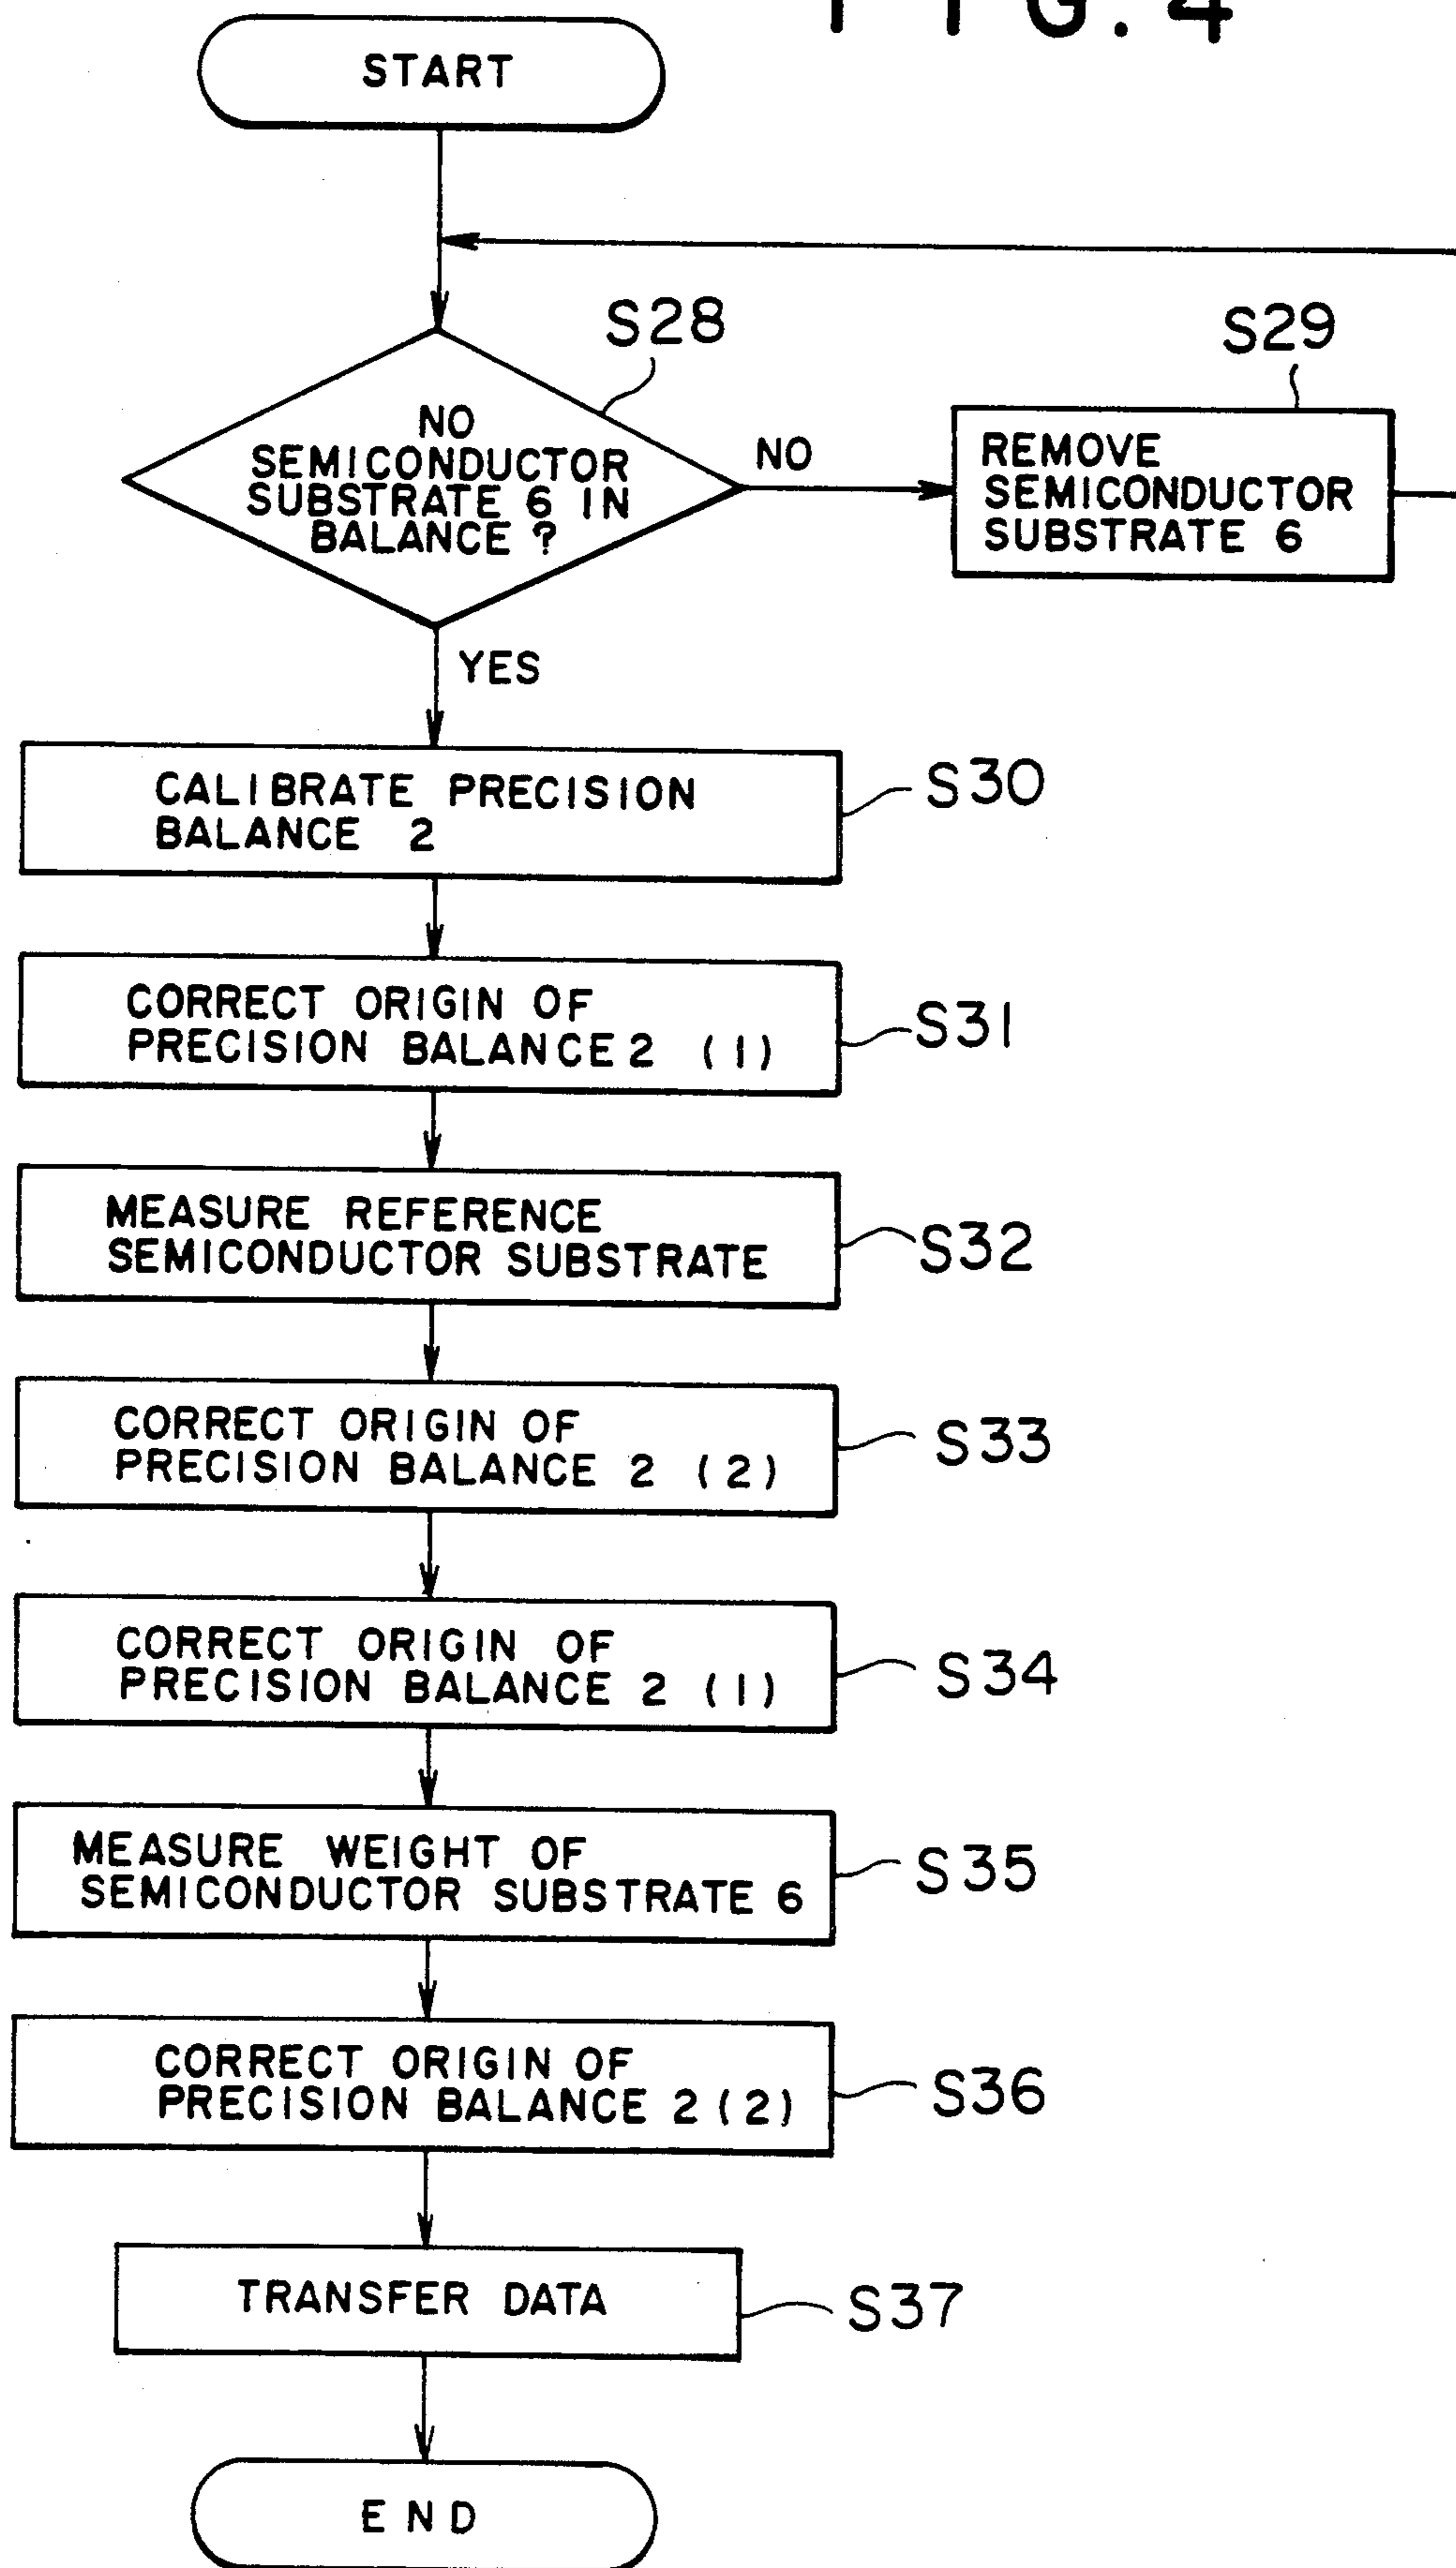 FIG. 4
START
S28
S29
NO
SEMICONDUCTOR
SUBSTRATE 6 IN
BALANCE ?
NO
REMOVE
SEMICONDUCTOR
SUBSTRATE 6
YES
CALIBRATE PRECISION
BALANCE 2
S30
CORRECT ORIGIN OF
PRECISION BALANCE 2 (1)
S31
MEASURE REFERENCE
SEMICONDUCTOR SUBSTRATE
S32
CORRECT ORIGIN OF
PRECISION BALANCE 2 (2)
S33
CORRECT ORIGIN OF
PRECISION BALANCE 2 (1)
S34
MEASURE WEIGHT OF
SEMICONDUCTOR SUBSTRATE 6
S35
CORRECT ORIGIN OF
PRECISION BALANCE 2 (2)
S36
TRANSFER DATA
S37
END